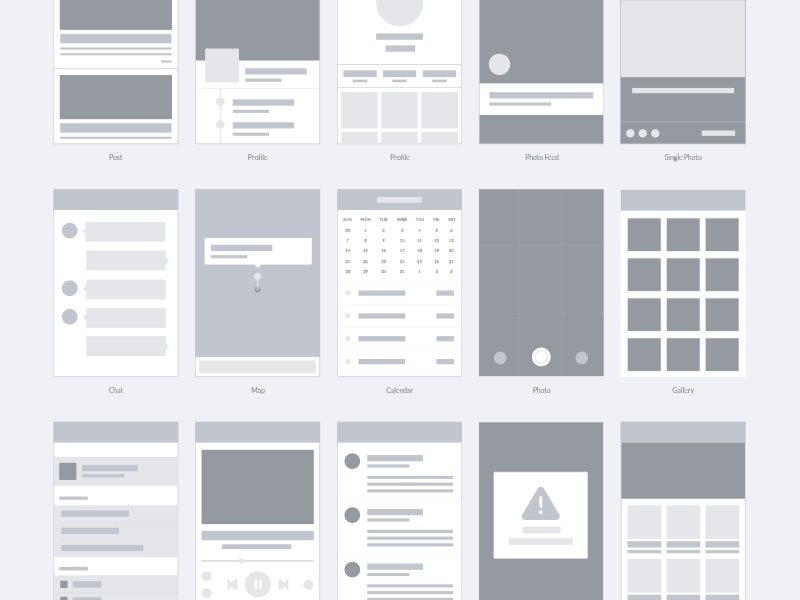 Post
Profile
Profile
Photo Feed
Single Photo
SUN MON TUE WED THU FRI SAT
30 1 2 3 4 5 6
7 8 9 10 11 12 13
14 15 16 17 18 19 20
21 22 23 24 25 26 27
28 29 30 31 1 2 3
Chat
Map
Calendar
Photo
Gallery